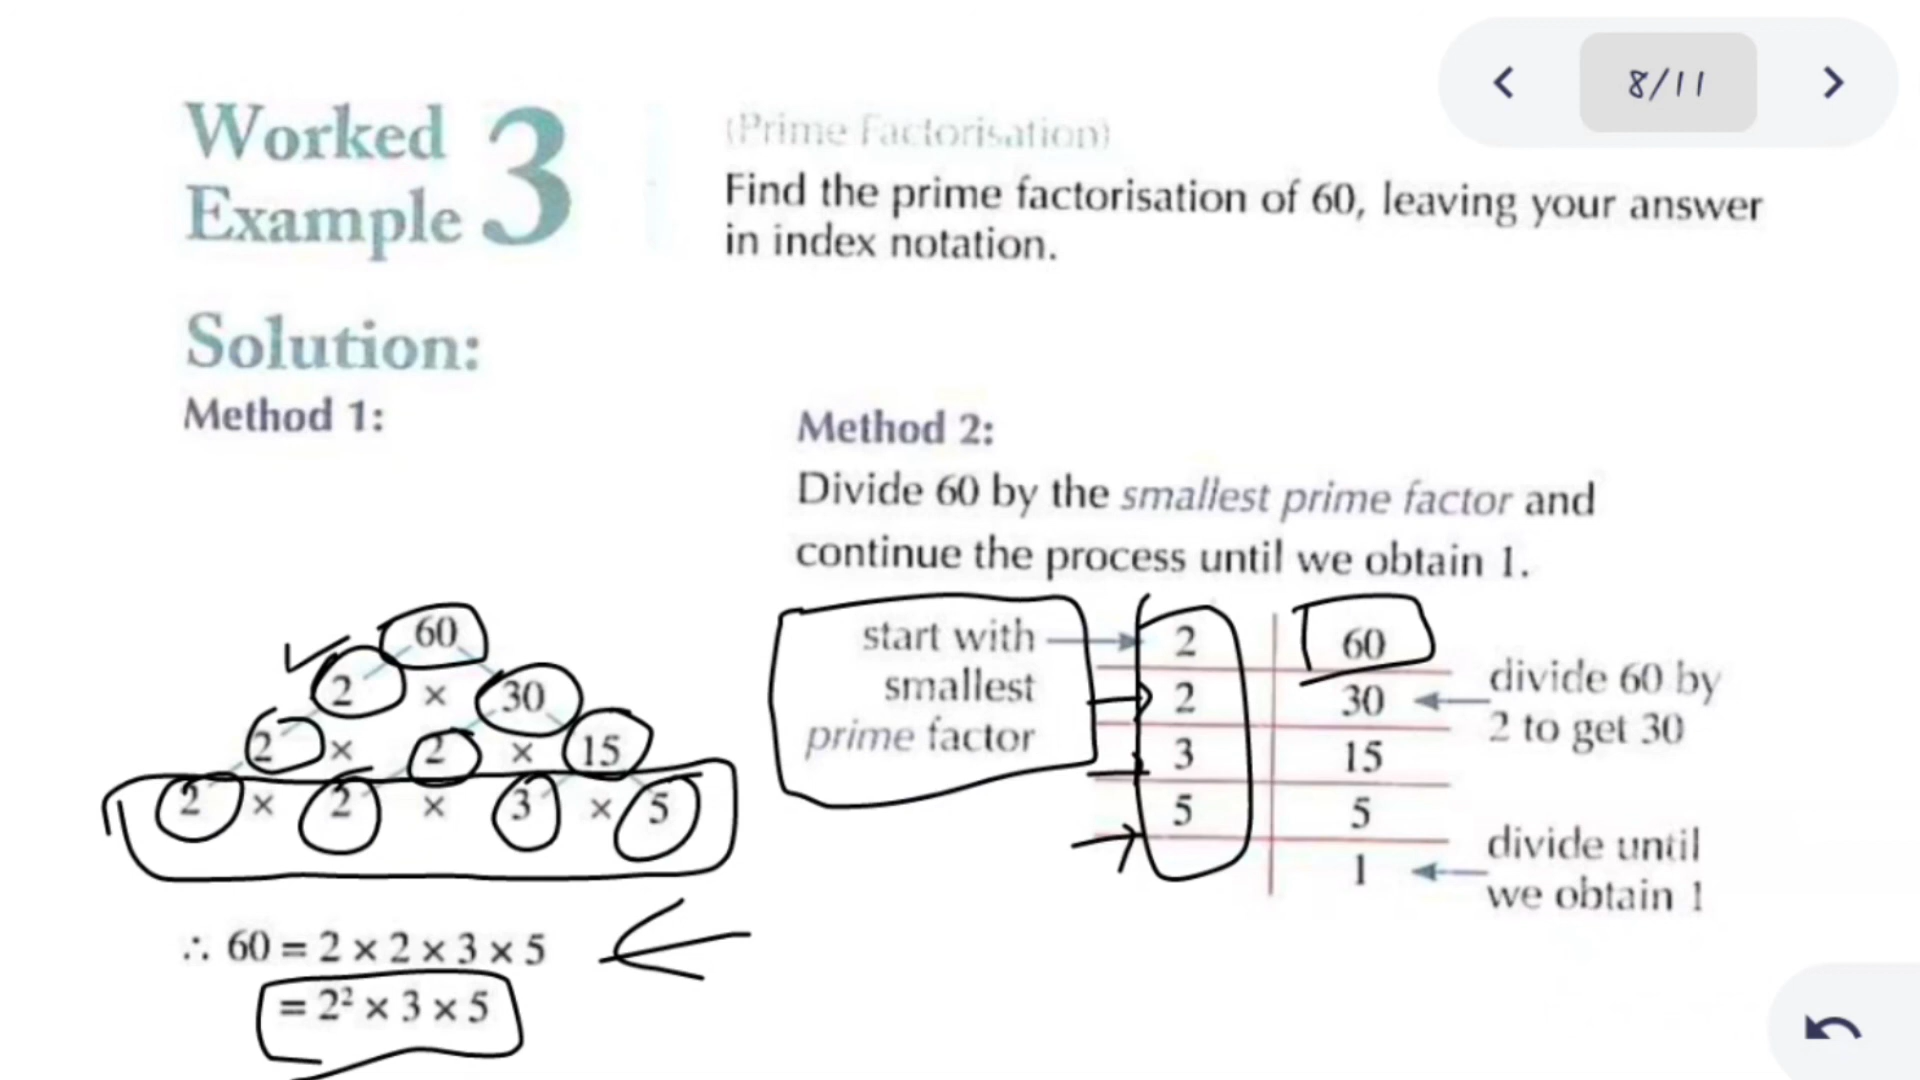 8/11
Worked
Example 3
(Prime Factorisation)
Find the prime factorisation of 60, leaving your answer
in index notation.
Solution:
Method 1:
60
2 × 30
2 × 2 × 15
2 × 2 × 3 × 5
∴ 60 = 2 × 2 × 3 × 5
= 2² × 3 × 5
Method 2:
Divide 60 by the smallest prime factor and
continue the process until we obtain 1.
start with
smallest
prime factor
2 60
2 30
3 15
5 5
1
divide 60 by
2 to get 30
divide until
we obtain 1